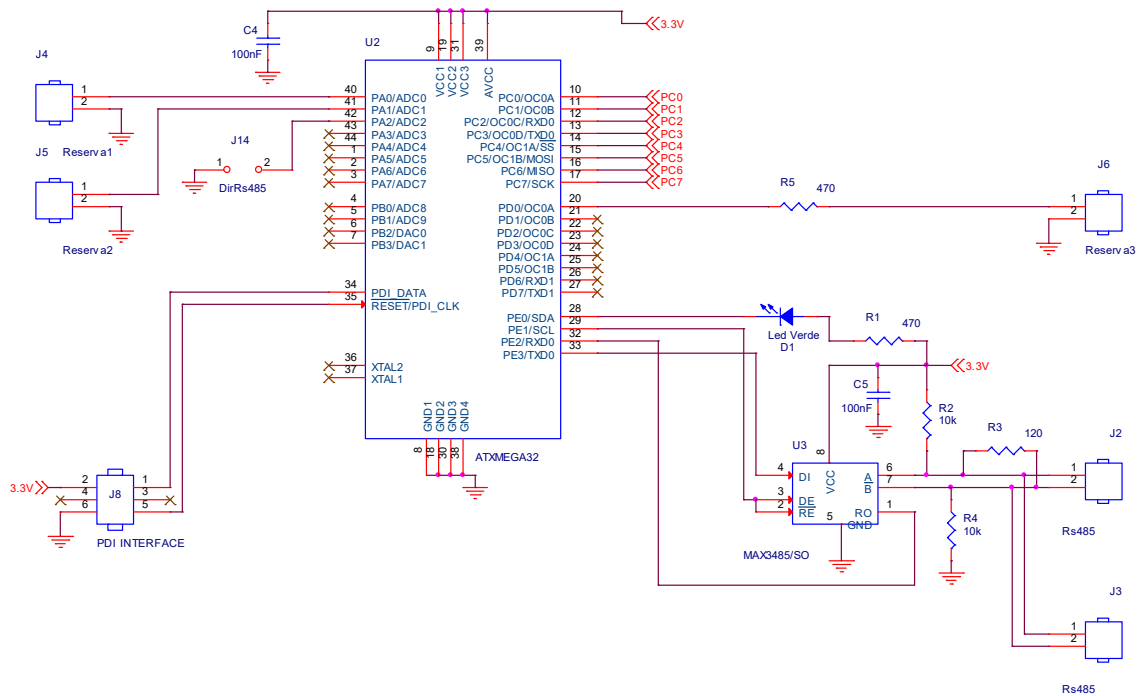 C4
100nF
3.3V
U2
9
19
31
39
VCC1
VCC2
VCC3
AVCC
J4
1
2
Reserva1
J5
1
2
Reserva2
J14
1
2
DirRs485
40
41
42
43
44
1
2
3
4
5
6
7
34
35
36
37
PA0/ADC0
PA1/ADC1
PA2/ADC2
PA3/ADC3
PA4/ADC4
PA5/ADC5
PA6/ADC6
PA7/ADC7
PB0/ADC8
PB1/ADC9
PB2/DAC0
PB3/DAC1
PDI_DATA
RESET/PDI_CLK
XTAL2
XTAL1
PC0/OC0A
PC1/OC0B
PC2/OC0C/RXD0
PC3/OC0D/TXD0
PC4/OC1A/SS
PC5/OC1B/MOSI
PC6/MISO
PC7/SCK
PD0/OC0A
PD1/OC0B
PD2/OC0C
PD3/OC0D
PD4/OC1A
PD5/OC1B
PD6/RXD1
PD7/TXD1
PE0/SDA
PE1/SCL
PE2/RXD0
PE3/TXD0
10
11
12
13
14
15
16
17
20
21
22
23
24
25
26
27
28
29
32
33
PC0
PC1
PC2
PC3
PC4
PC5
PC6
PC7
R5
470
J6
1
2
Reserva3
Led Verde
D1
R1
470
3.3V
C5
100nF
R2
10k
R3
120
GND1
GND2
GND3
GND4
8
18
30
38
ATXMEGA32
U3
8
VCC
4
DI
3
DE
2
RE
6
A
7
B
1
RO
5
GND
MAX3485/SO
R4
10k
J2
1
2
Rs485
J3
1
2
Rs485
3.3V
2
4
6
J8
1
3
5
PDI INTERFACE